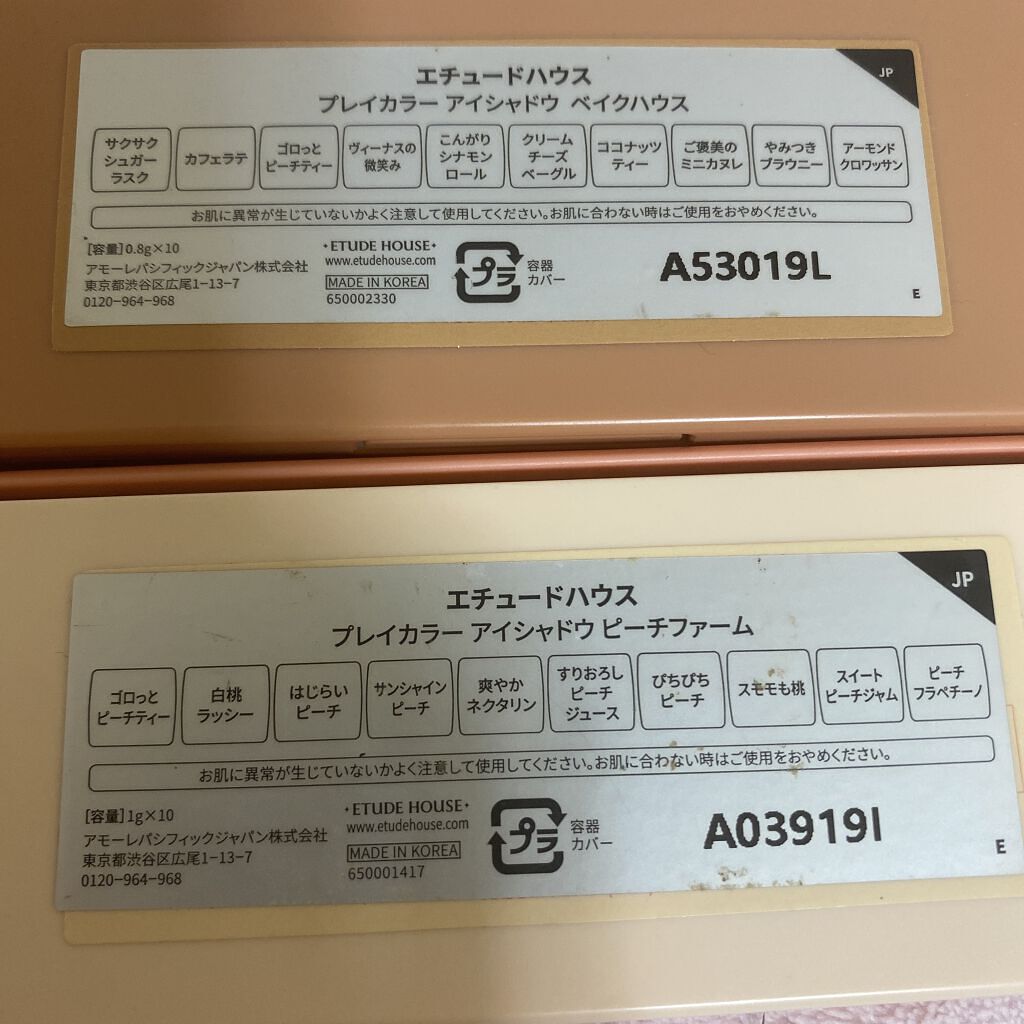 エチュードハウス
JP
プレイカラー アイシャドウ ベイクハウス
サクサク
シュガー
ラスク
カフェラテ
ゴロっと
ピーチティー
ヴィーナスの
微笑み
こんがり
シナモン
ロール
クリーム
チーズ
ベーグル
ココナッツ
ティー
ご褒美の
ミニカヌレ
やみつき
ブラウニー
アーモンド
クロワッサン
お肌に異常が生じていないかよく注意して使用してください。お肌に合わない時はご使用をおやめください。
[容量]0.8g×10
アモーレパシフィックジャパン株式会社
東京都渋谷区広尾1-13-7
0120-964-968
・ETUDE HOUSE・
www.etudehouse.com
MADE IN KOREA
650002330
プラ
容器
カバー
A53019L
E
エチュードハウス
JP
プレイカラー アイシャドウ ピーチファーム
ゴロっと
ピーチティー
白桃
ラッシー
はじらい
ピーチ
サンシャイン
ピーチ
爽やか
ネクタリン
すりおろし
ピーチ
ジュース
ぴちぴち
ピーチ
スモモも桃
スイート
ピーチジャム
ピーチ
フラペチーノ
お肌に異常が生じていないかよく注意して使用してください。お肌に合わない時はご使用をおやめください。
[容量]1g×10
アモーレパシフィックジャパン株式会社
東京都渋谷区広尾1-13-7
0120-964-968
・ETUDE HOUSE・
www.etudehouse.com
MADE IN KOREA
650001417
プラ
容器
カバー
A03919I
E